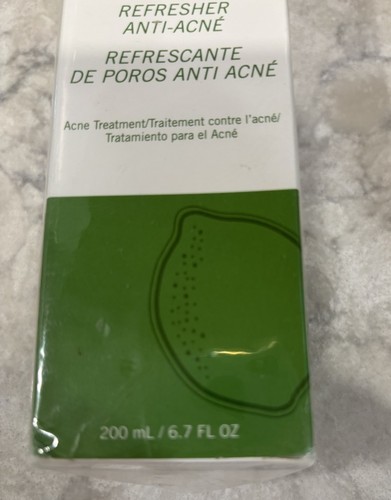 REFRESHER
ANTI-ACNÉ
REFRESCANTE
DE POROS ANTI ACNÉ
Acne Treatment/Traitement contre l'acné/
Tratamiento para el Acné
200 mL / 6.7 FL OZ